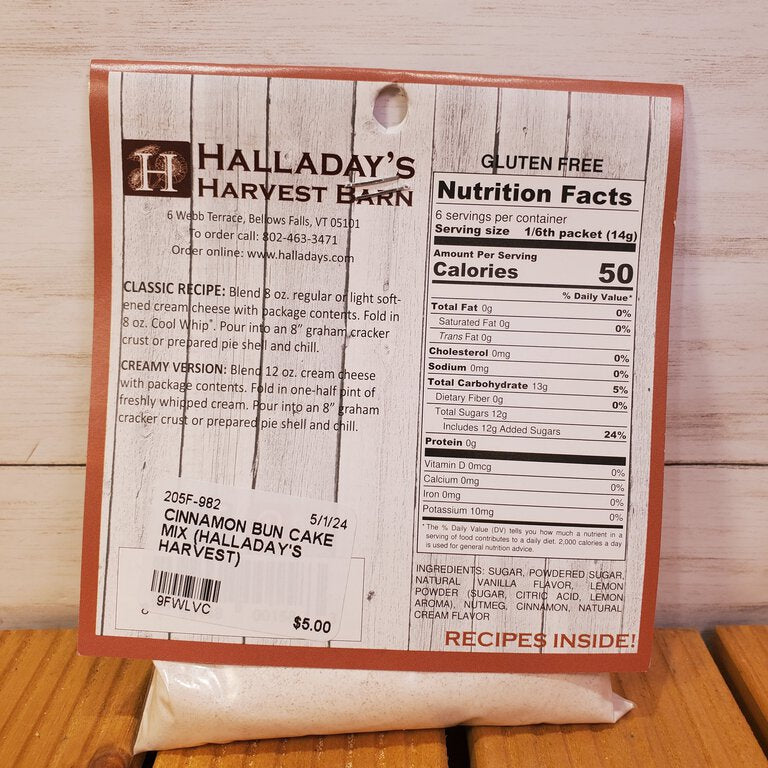 H
HALLADAY'S
HARVEST BARN
6 Webb Terrace, Bellows Falls, VT 05101
To order call: 802-463-3471
Order online: www.halladays.com
CLASSIC RECIPE: Blend 8 oz. regular or light soft-
ened cream cheese with package contents. Fold in
8 oz. Cool Whip®. Pour into an 8" graham cracker
crust or prepared pie shell and chill.
CREAMY VERSION: Blend 12 oz. cream cheese
with package contents. Fold in one-half pint of
freshly whipped cream. Pour into an 8" graham
cracker crust or prepared pie shell and chill.
205F-982 5/1/24
CINNAMON BUN CAKE
MIX (HALLADAY'S
HARVEST)
9FWLVC
$5.00
GLUTEN FREE
Nutrition Facts
6 servings per container
Serving size 1/6th packet (14g)
Amount Per Serving
Calories 50
% Daily Value*
Total Fat 0g 0%
Saturated Fat 0g 0%
Trans Fat 0g
Cholesterol 0mg 0%
Sodium 0mg 0%
Total Carbohydrate 13g 5%
Dietary Fiber 0g 0%
Total Sugars 12g
Includes 12g Added Sugars 24%
Protein 0g
Vitamin D 0mcg 0%
Calcium 0mg 0%
Iron 0mg 0%
Potassium 10mg 0%
*The % Daily Value (DV) tells you how much a nutrient in a
serving of food contributes to a daily diet. 2,000 calories a day
is used for general nutrition advice.
INGREDIENTS: SUGAR, POWDERED SUGAR,
NATURAL VANILLA FLAVOR, LEMON
POWDER (SUGAR, CITRIC ACID, LEMON
AROMA), NUTMEG, CINNAMON, NATURAL
CREAM FLAVOR
RECIPES INSIDE!